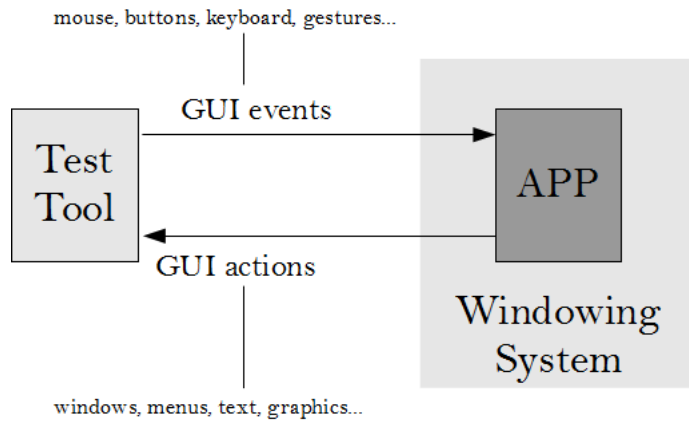 mouse, buttons, keyboard, gestures...
GUI events
Test
Tool
APP
GUI actions
Windowing
System
windows, menus, text, graphics...